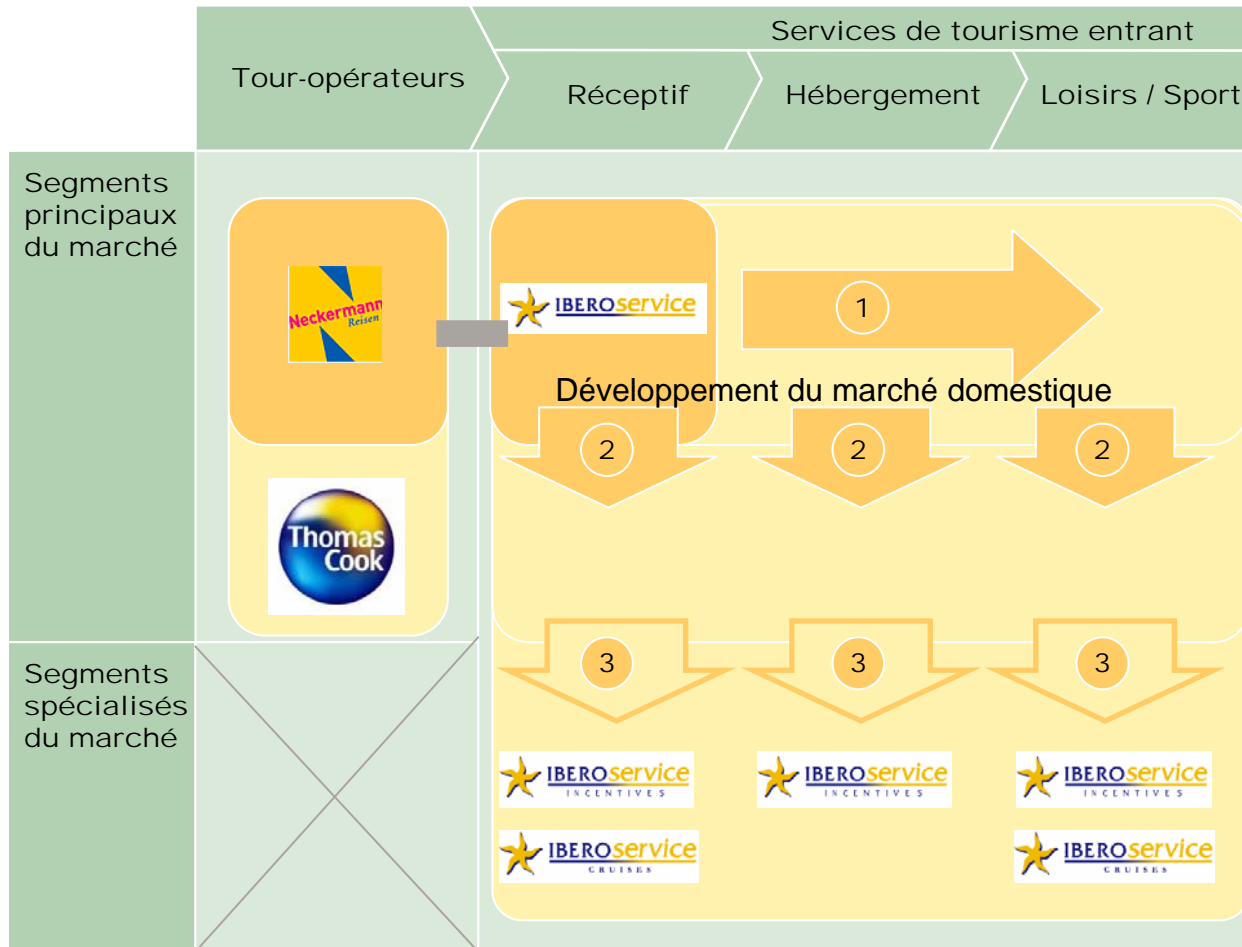 Services de tourisme entrant
Tour-opérateurs
Réceptif
Hébergement
Loisirs / Sport
Segments
principaux
du marché
Neckermann
Reisen
IBEROservice
1
Développement du marché domestique
2
2
2
Thomas
Cook
3
3
3
Segments
spécialisés
du marché
IBEROservice
INCENTIVES
IBEROservice
INCENTIVES
IBEROservice
INCENTIVES
IBEROservice
CRUISES
IBEROservice
CRUISES